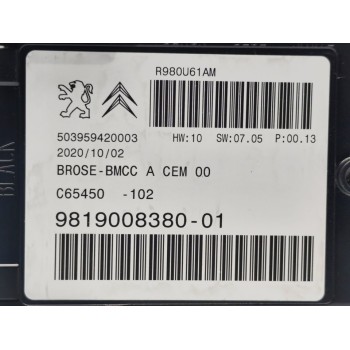 R980U61AM
503959420003 HW:10 SW:07.05 P:00.13
2020/10/02
BROSE-BMCC A CEM 00
C65450 -102
9819008380-01
BLACK